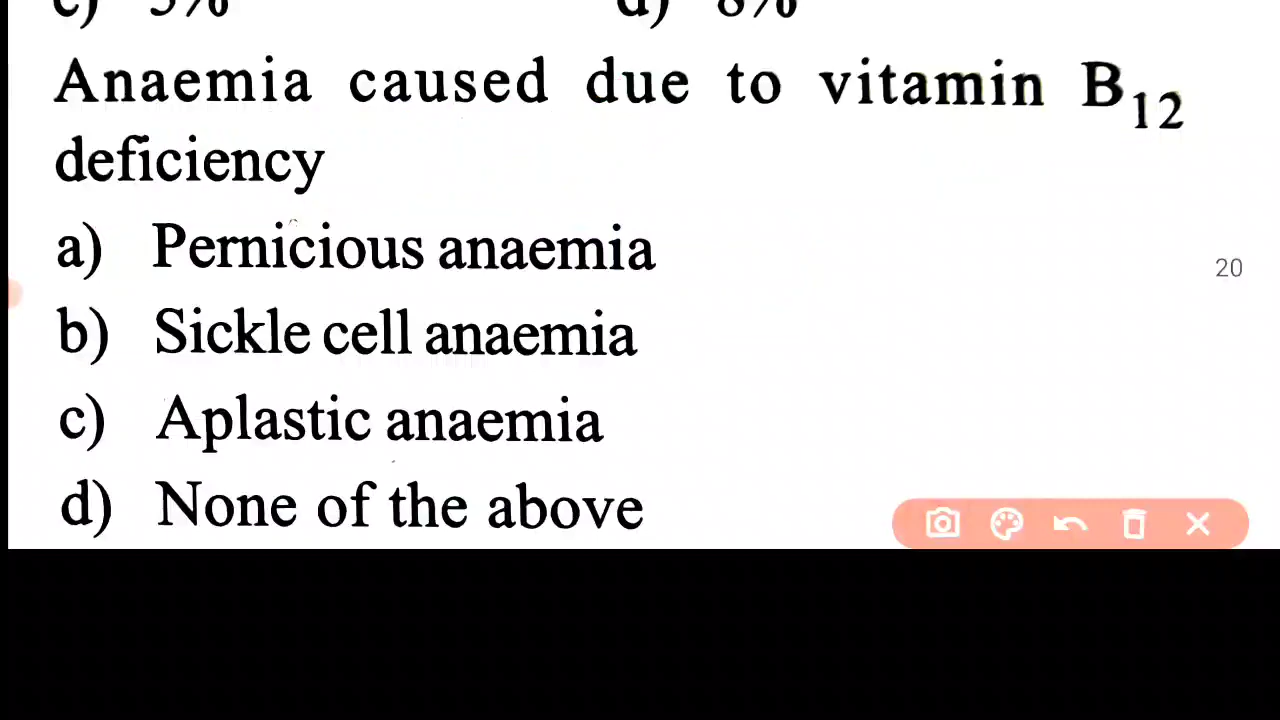 Anaemia caused due to vitamin B₁₂
deficiency
a) Pernicious anaemia
20
b) Sickle cell anaemia
c) Aplastic anaemia
d) None of the above